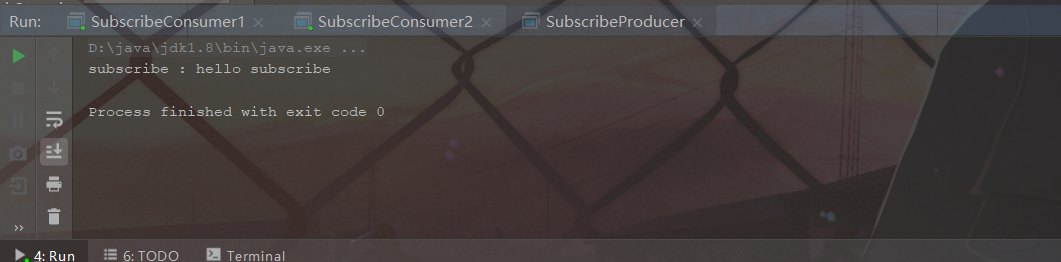 Run: SubscribeConsumer1 × SubscribeConsumer2 × SubscribeProducer ×
D:\java\jdk1.8\bin\java.exe ...
subscribe : hello subscribe
Process finished with exit code 0
4: Run 6: TODO Terminal